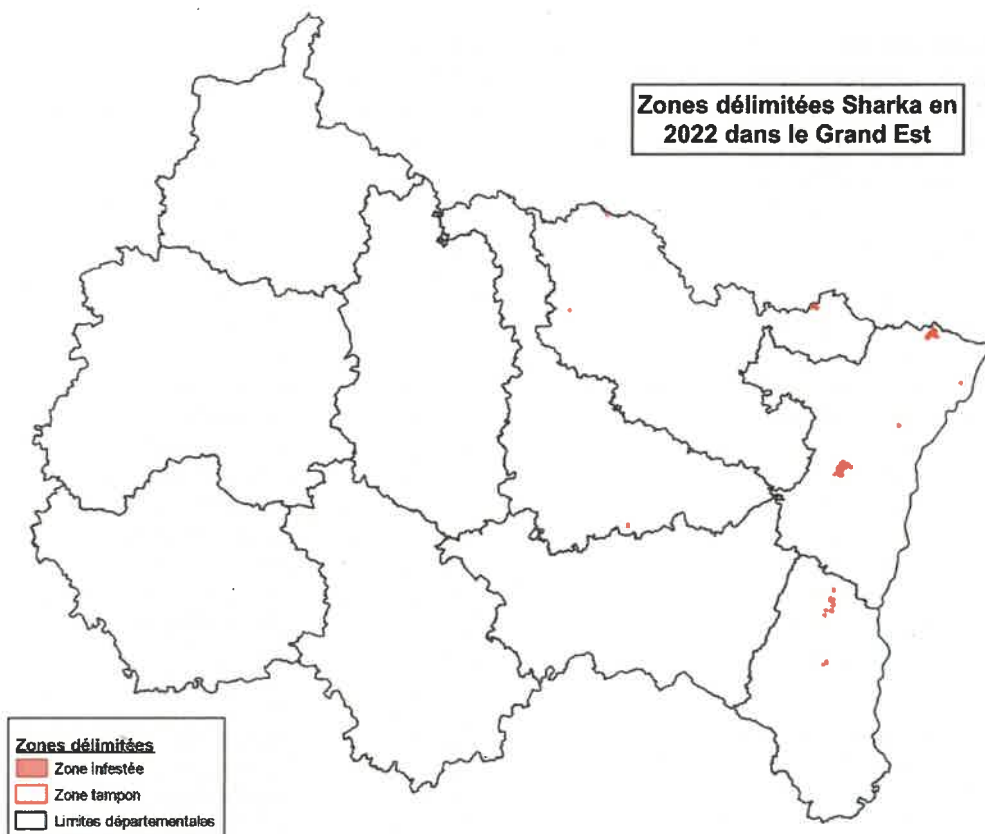 Zones délimitées Sharka en
2022 dans le Grand Est
Zones délimitées
Zone infestée
Zone tampon
Limites départementales